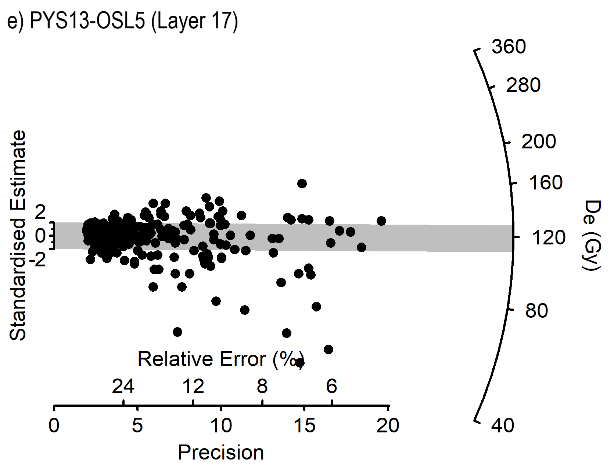 e) PYS13-OSL5 (Layer 17)
360
280
200
160
120
80
40
De (Gy)
Standardised Estimate
2
0
-2
Relative Error (%)
24 12 8 6
0 5 10 15 20
Precision